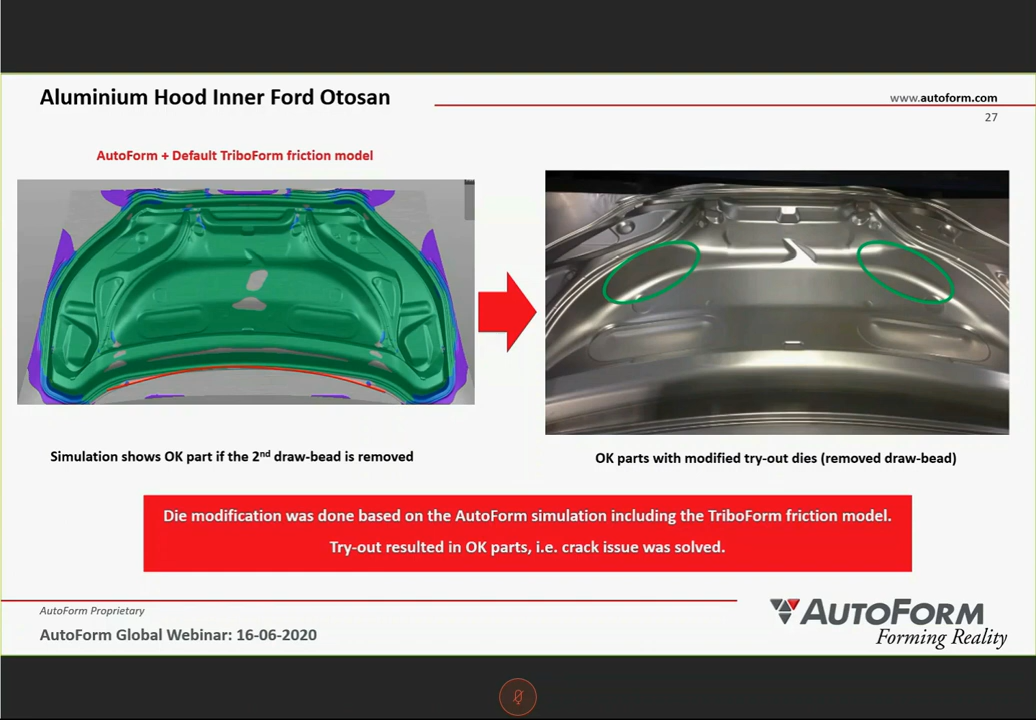 Aluminium Hood Inner Ford Otosan
www.autoform.com
27
AutoForm + Default TriboForm friction model
Simulation shows OK part if the 2nd draw-bead is removed
OK parts with modified try-out dies (removed draw-bead)
Die modification was done based on the AutoForm simulation including the TriboForm friction model.
Try-out resulted in OK parts, i.e. crack issue was solved.
AutoForm Proprietary
AutoForm Global Webinar: 16-06-2020
AUTOFORM
Forming Reality